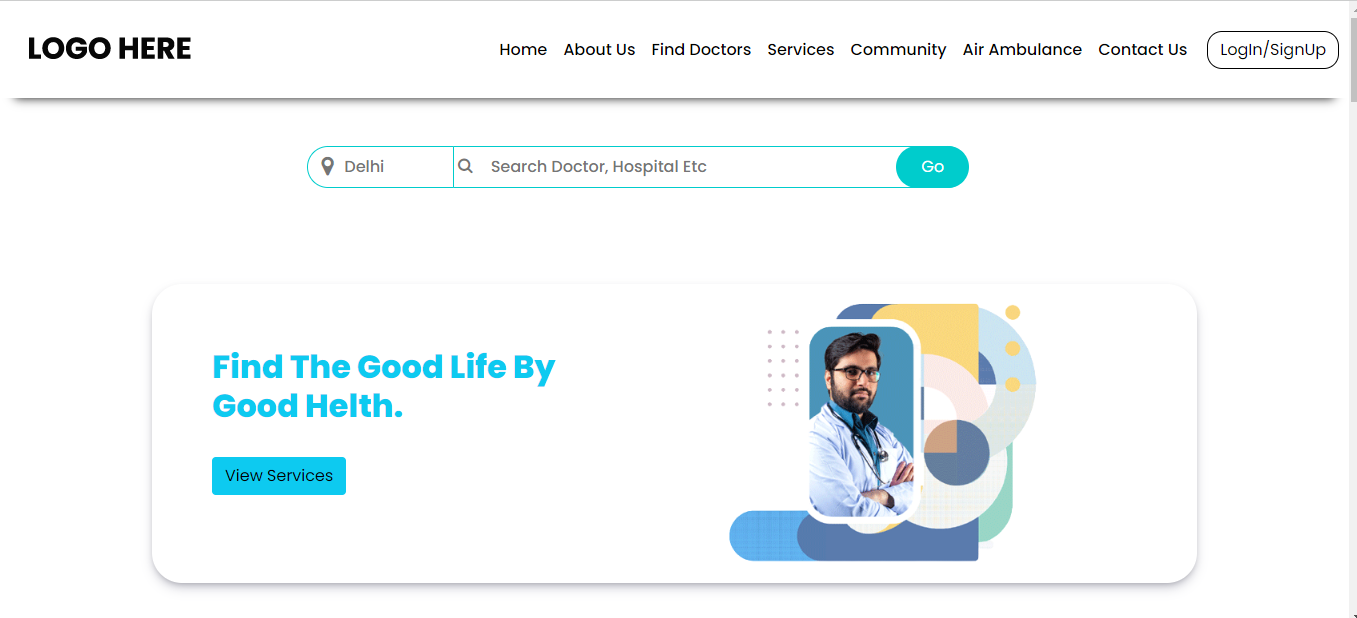 LOGO HERE
Home About Us Find Doctors Services Community Air Ambulance Contact Us LogIn/SignUp
Delhi Search Doctor, Hospital Etc Go
Find The Good Life By
Good Helth.
View Services